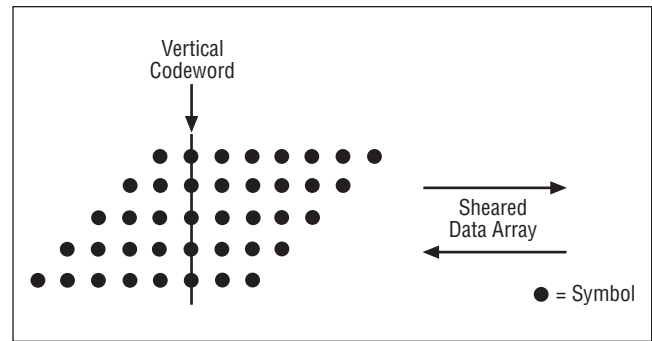 Vertical
Codeword
Sheared
Data Array
= Symbol